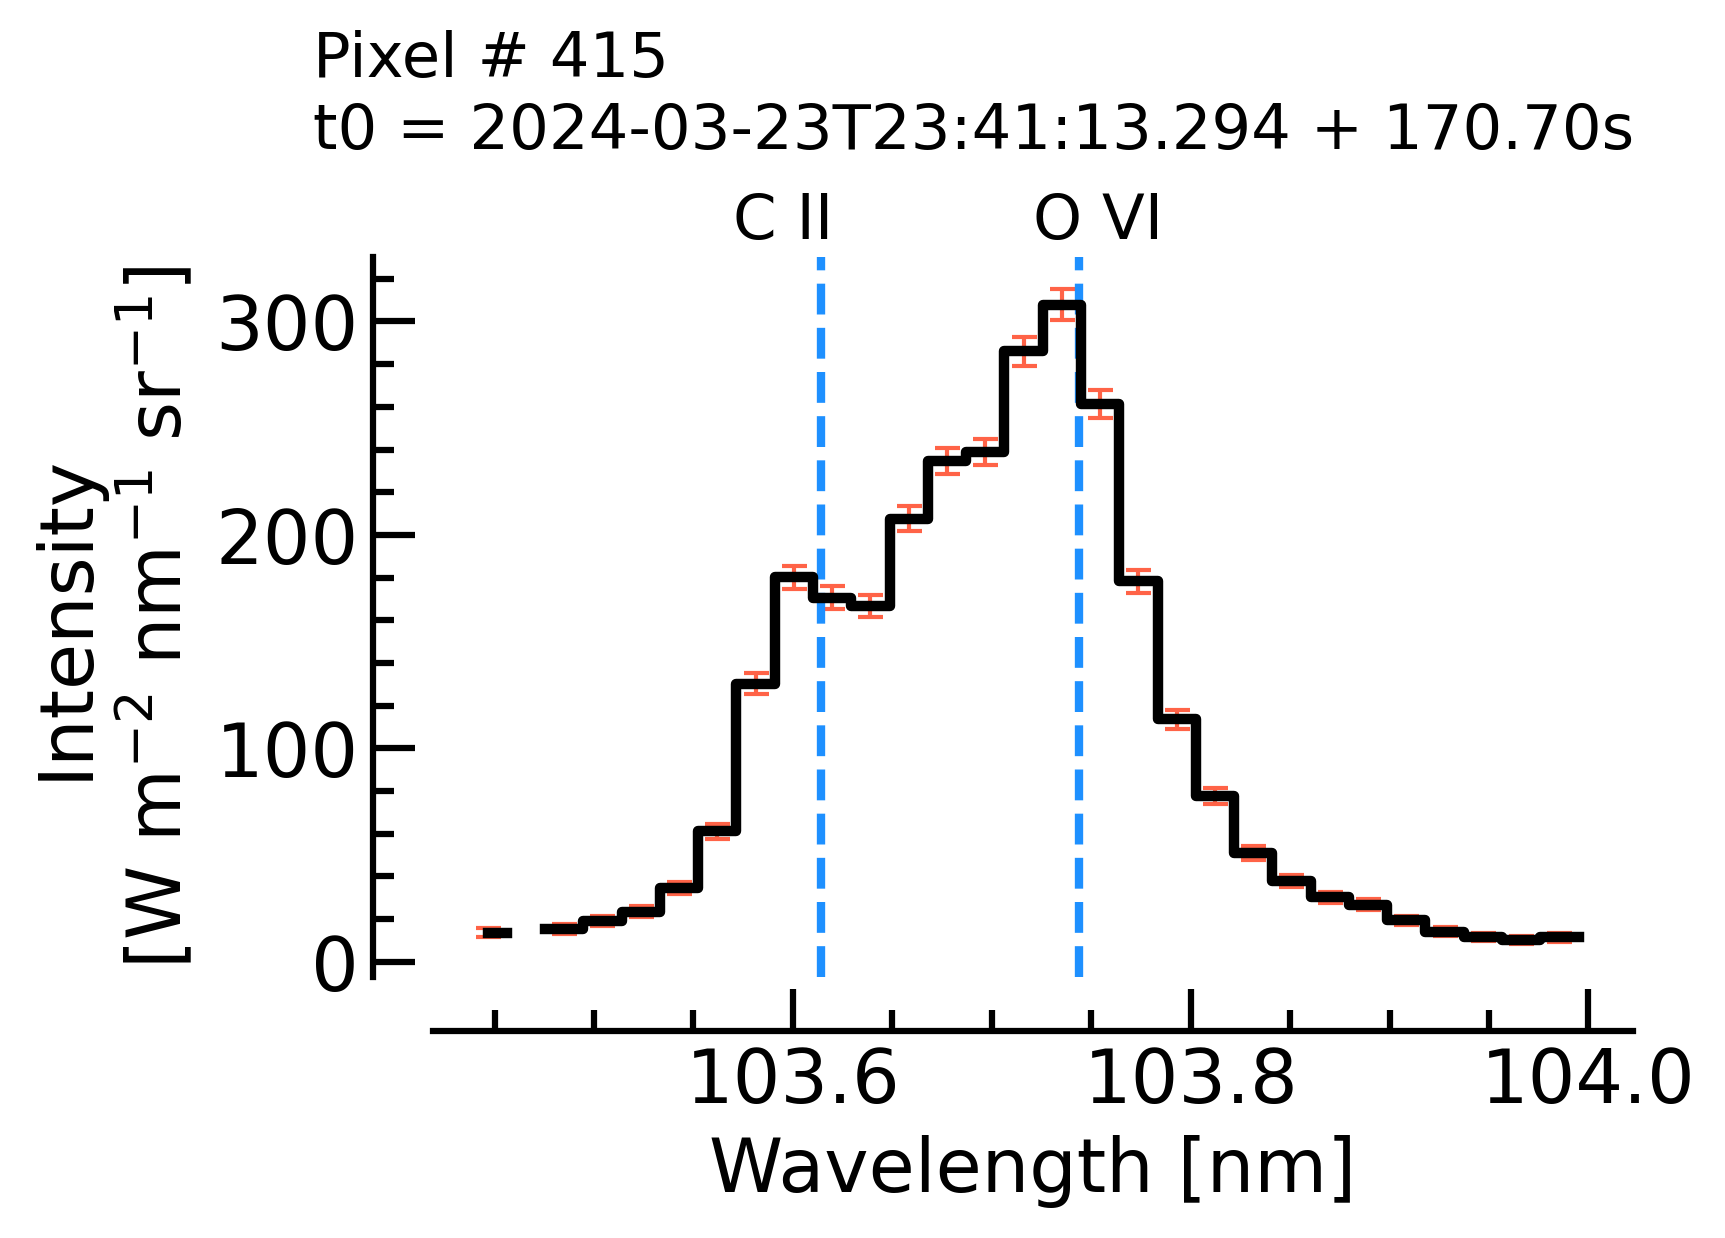 Pixel # 415
t0 = 2024-03-23T23:41:13.294 + 170.70s
C II O VI
Intensity
[W m⁻² nm⁻¹ sr⁻¹]
300
200
100
0
103.6 103.8 104.0
Wavelength [nm]